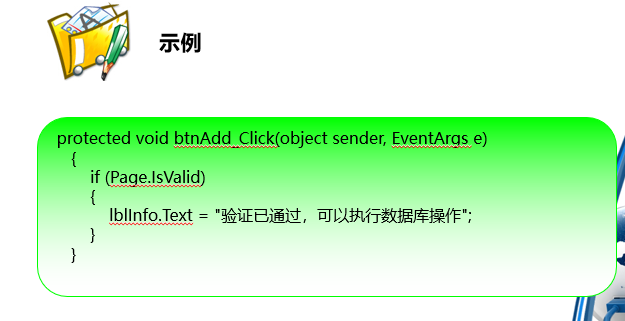 示例
protected void btnAdd_Click(object sender, EventArgs e)
{
if (Page.IsValid)
{
lblInfo.Text = "验证已通过，可以执行数据库操作";
}
}